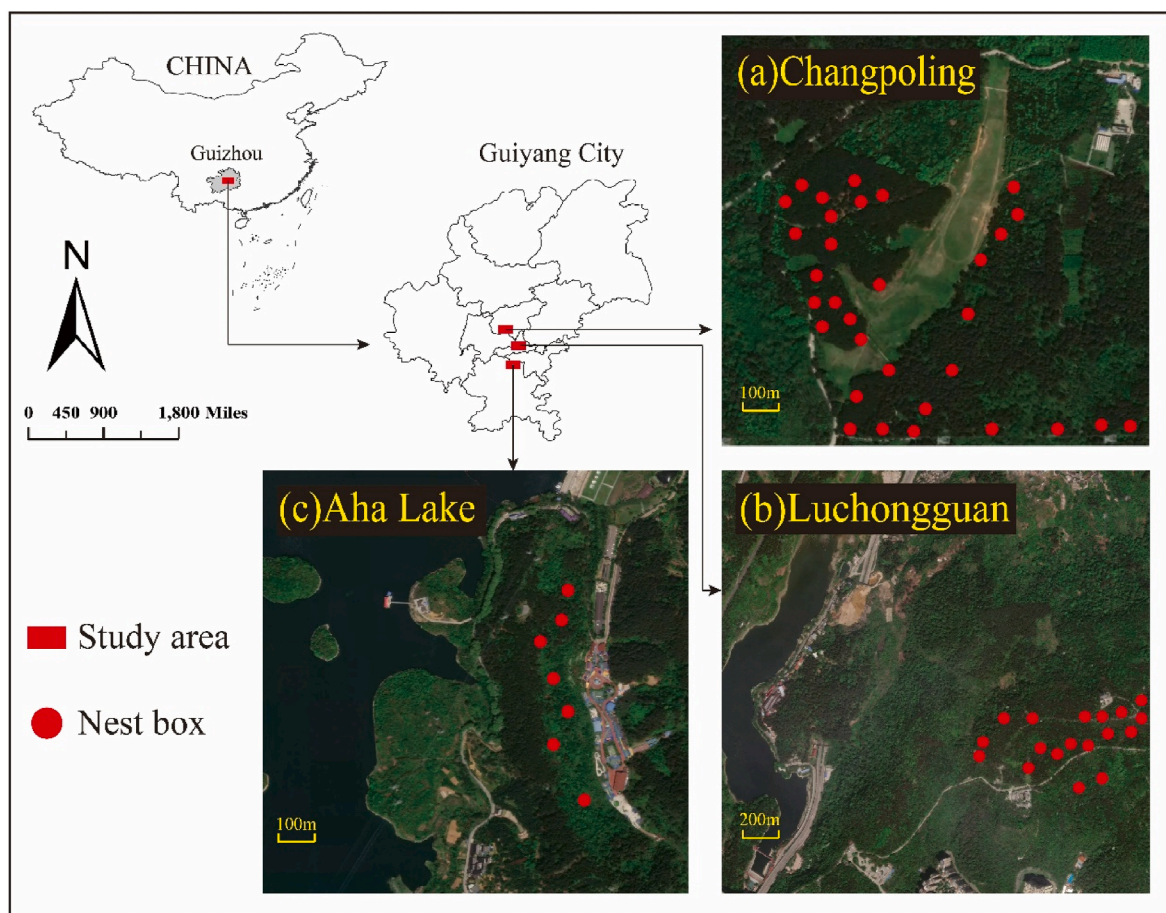 CHINA
Guizhou
Guiyang City
N
0 450 900 1,800 Miles
(a)Changpoling
100m
(c)Aha Lake
100m
(b)Luchongguan
200m
Study area
Nest box